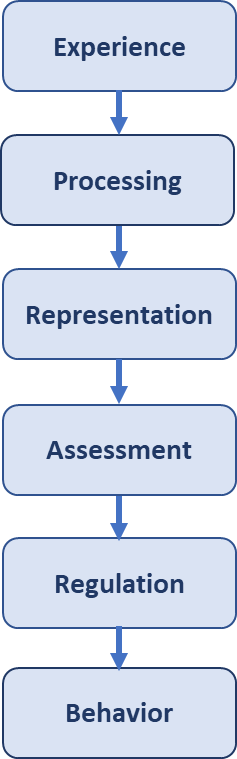 Experience
Processing
Representation
Assessment
Regulation
Behavior